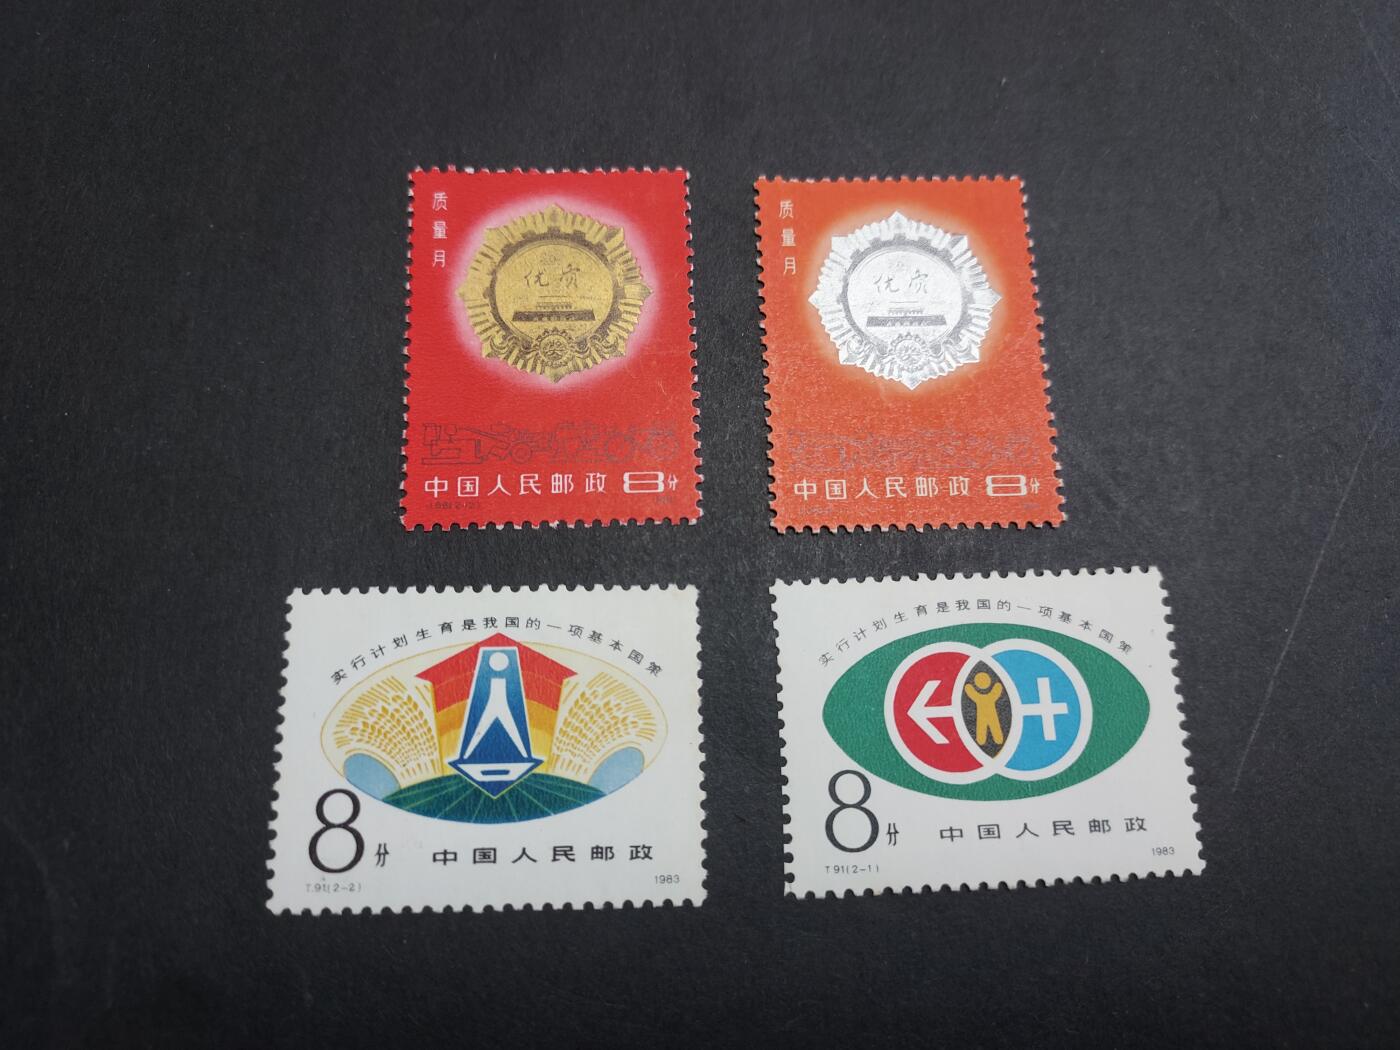 质量月
优质
中国人民邮政 8分
质量月
优质
中国人民邮政 8分
实行计划生育是我国的一项基本国策
8分 中国人民邮政
T.91(2-2) 1983
实行计划生育是我国的一项基本国策
8分 中国人民邮政
T.91(2-1) 1983